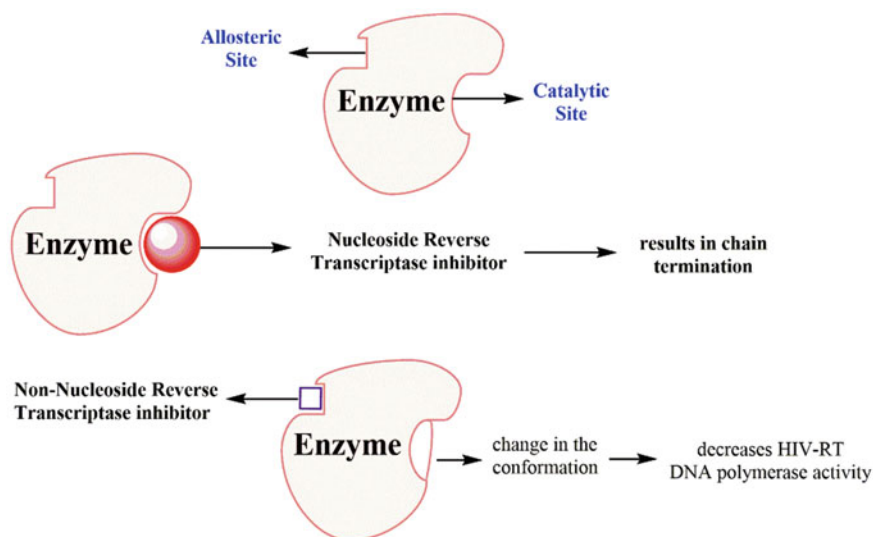 Allosteric
Site
Enzyme
Catalytic
Site
Enzyme
Nucleoside Reverse
Transcriptase inhibitor
results in chain
termination
Non-Nucleoside Reverse
Transcriptase inhibitor
Enzyme
change in the
conformation
decreases HIV-RT
DNA polymerase activity